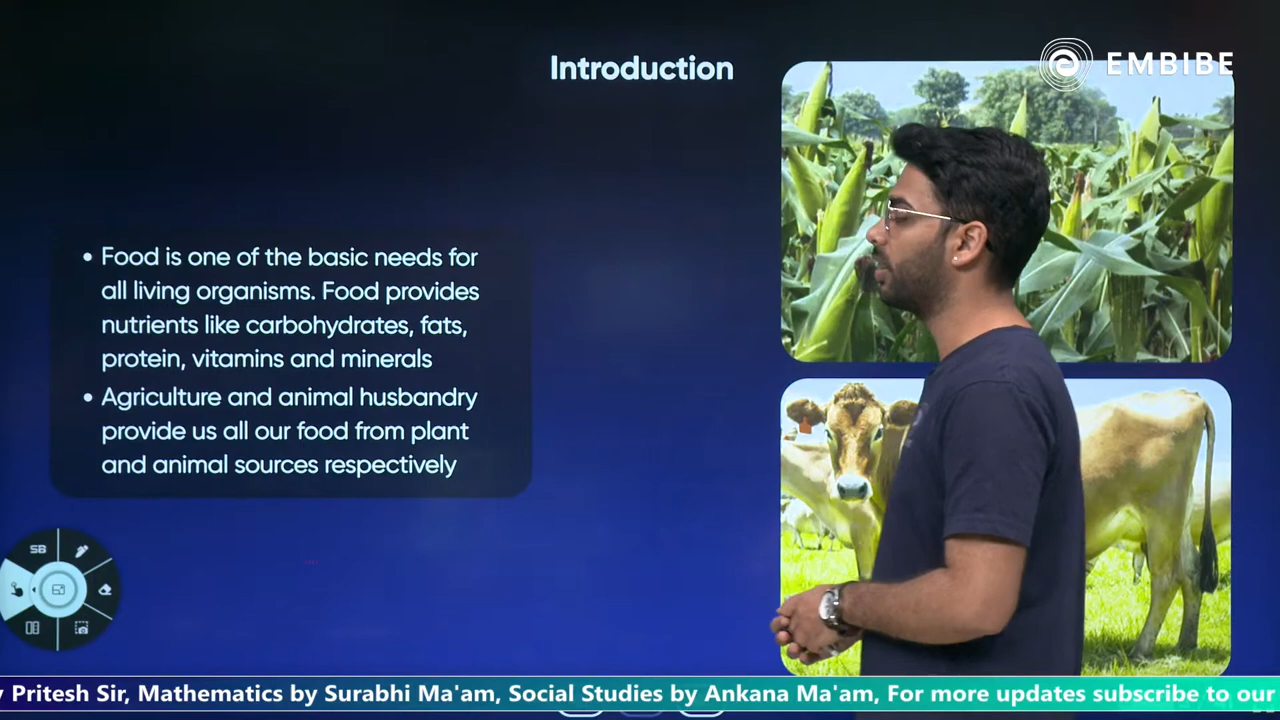 Introduction
EMBIBE
• Food is one of the basic needs for
all living organisms. Food provides
nutrients like carbohydrates, fats,
protein, vitamins and minerals
• Agriculture and animal husbandry
provide us all our food from plant
and animal sources respectively
SB
Pritesh Sir, Mathematics by Surabhi Ma'am, Social Studies by Ankana Ma'am, For more updates subscribe to our